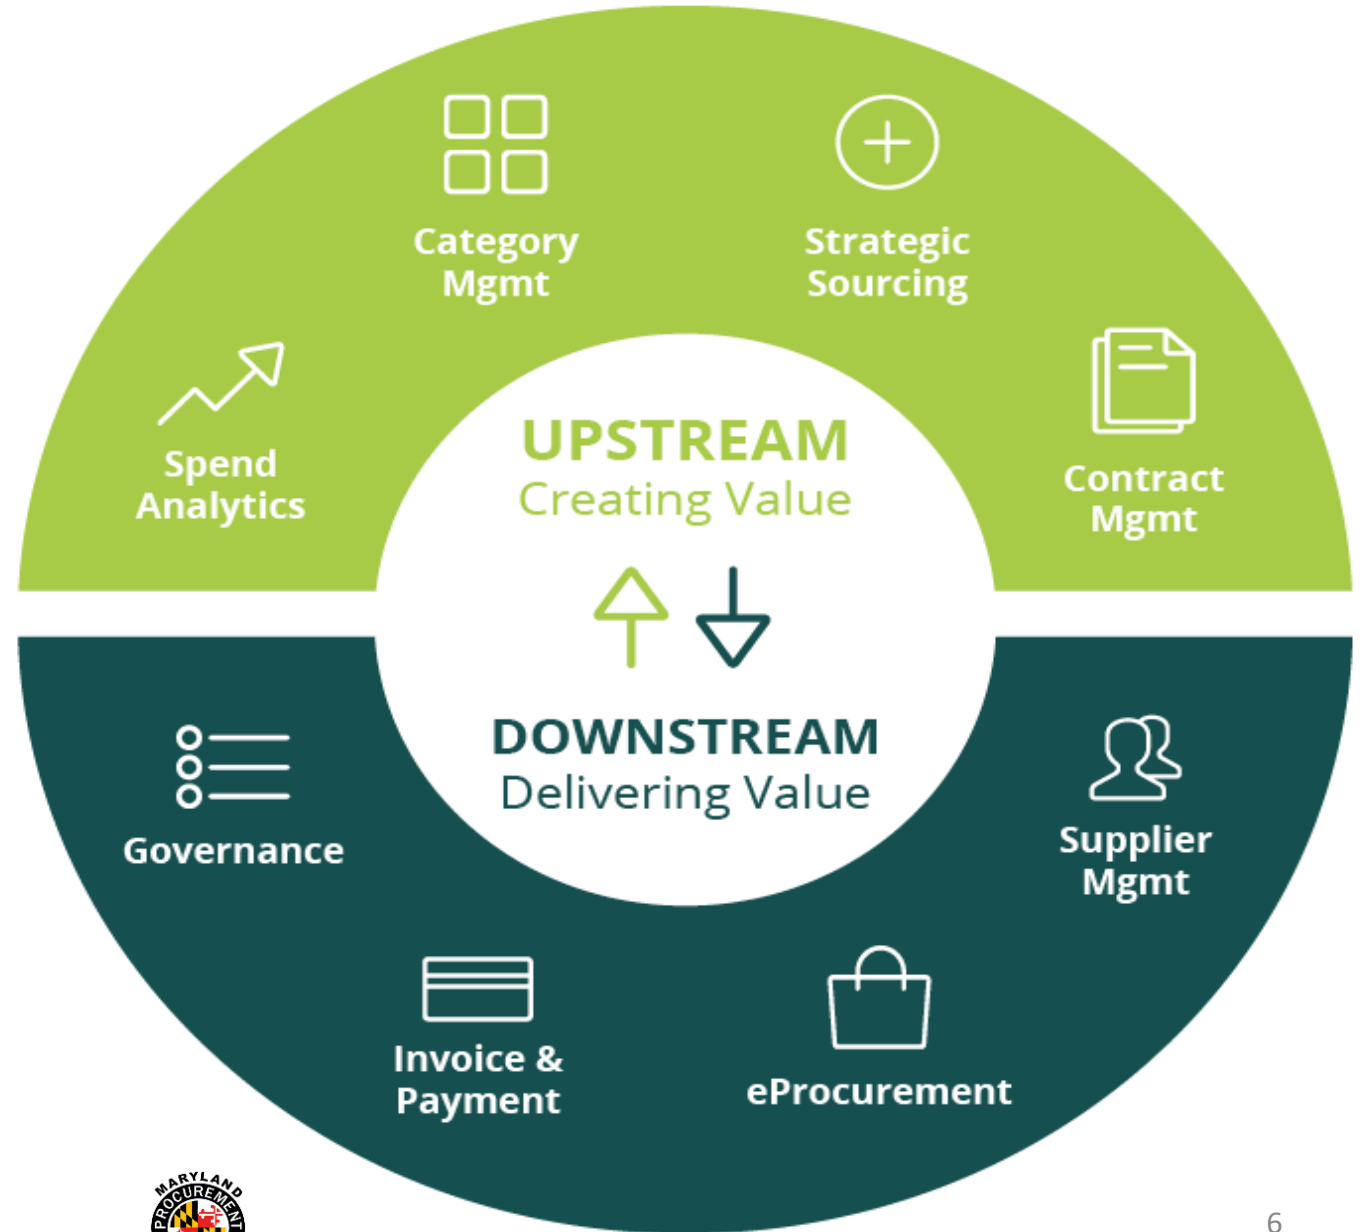 Category
Mgmt
Strategic
Sourcing
Spend
Analytics
Contract
Mgmt
UPSTREAM
Creating Value
DOWNSTREAM
Delivering Value
Governance
Supplier
Mgmt
Invoice &
Payment
eProcurement
MARYLAND
PROCUREMENT
6